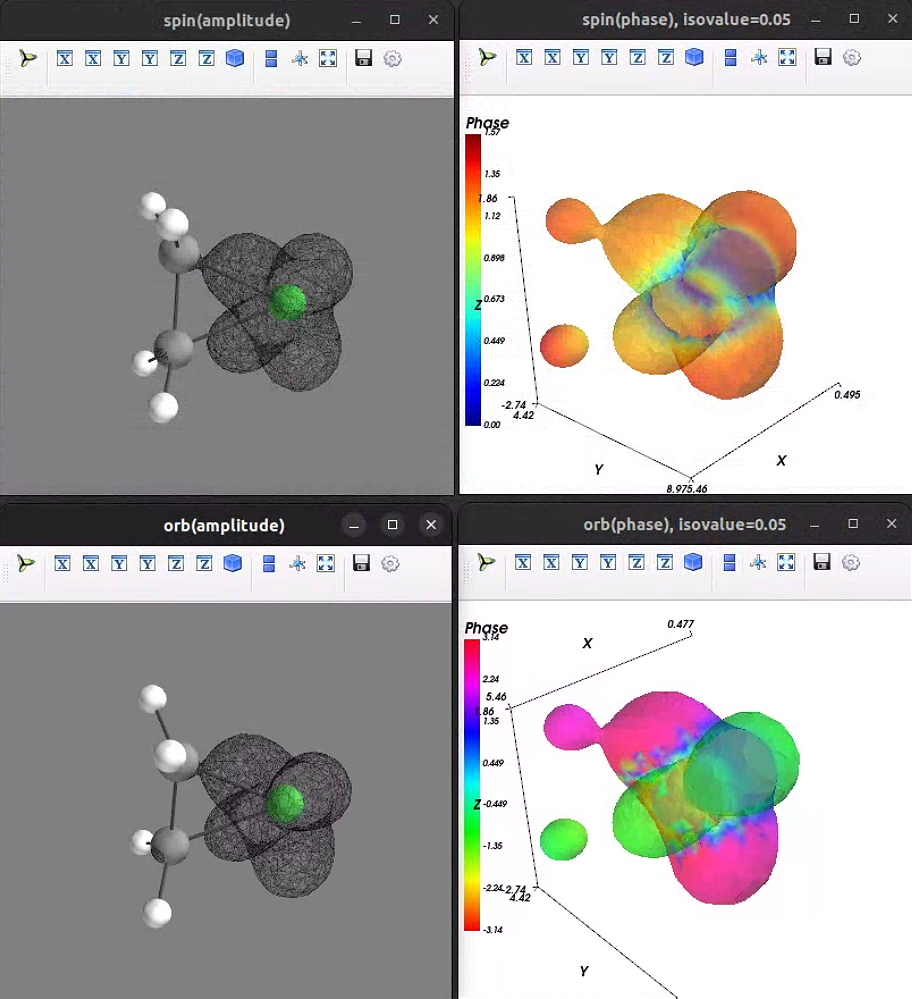 spin(amplitude)
X X Y Y Z Z
spin(phase), isovalue=0.05
X X Y Y Z Z
Phase
1.57
1.35
1.86
1.12
0.898
Z
0.673
0.449
0.224
-2.74
4.42
0.00
0.495
Y
X
8.975.46
orb(amplitude)
X X Y Y Z Z
orb(phase), isovalue=0.05
X X Y Y Z Z
Phase
3.14
0.477
X
2.24
5.46
1.86
1.35
0.449
Z
-0.449
-1.35
-2.24
-2.74
4.42
-3.14
Y